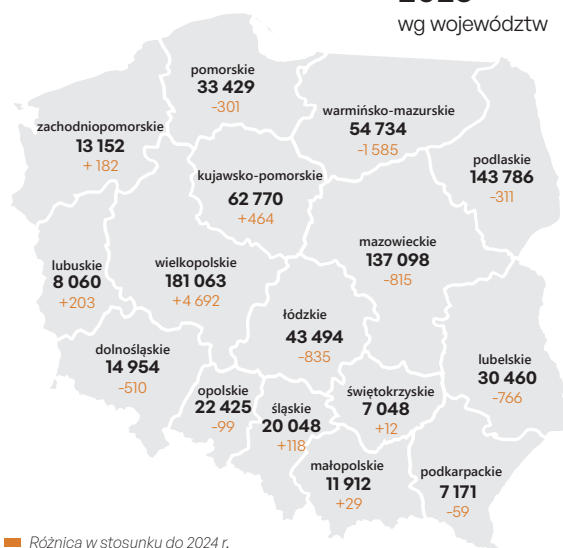 wg województw
pomorskie
33 429
-301
warmińsko-mazurskie
54 734
-1 585
zachodniopomorskie
13 152
+ 182
podlaskie
143 786
-311
kujawsko-pomorskie
62 770
+464
mazowieckie
137 098
-815
lubuskie
8 060
+203
wielkopolskie
181 063
+4 692
łódzkie
43 494
-835
dolnośląskie
14 954
-510
lubelskie
30 460
-766
opolskie
22 425
-99
śląskie
20 048
+118
świętokrzyskie
7 048
+12
małopolskie
11 912
+29
podkarpackie
7 171
-59
Różnica w stosunku do 2024 r.